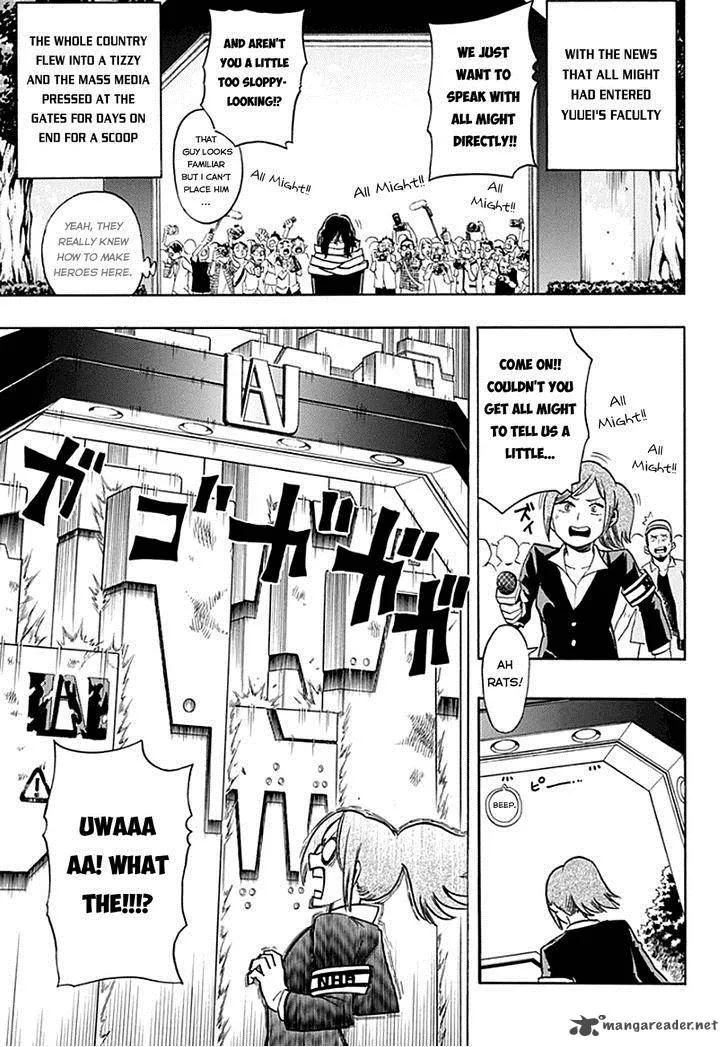 WITH THE NEWS
THAT ALL MIGHT
HAD ENTERED
YUUEI'S FACULTY
WE JUST
WANT TO
SPEAK WITH
ALL MIGHT
DIRECTLY!!
AND AREN'T
YOU A LITTLE
TOO SLOPPY-
LOOKING!?
THAT
GUY LOOKS
FAMILIAR
BUT I CAN'T
PLACE HIM
...
All
Might!!
All Might!!
All Might!!
THE WHOLE COUNTRY
FLEW INTO A TIZZY
AND THE MASS MEDIA
PRESSED AT THE
GATES FOR DAYS ON
END FOR A SCOOP
YEAH, THEY
REALLY KNEW
HOW TO MAKE
HEROES HERE.
COME ON!!
COULDN'T YOU
GET ALL MIGHT
TO TELL US
A LITTLE...
All
Might!!
All
Might!!
ズイ
AH
RATS!
BEEP.
ピー
UA
ガゴガガガ
UA
UWAAA
AA! WHAT
THE!!!?
NHA
mangareader.net